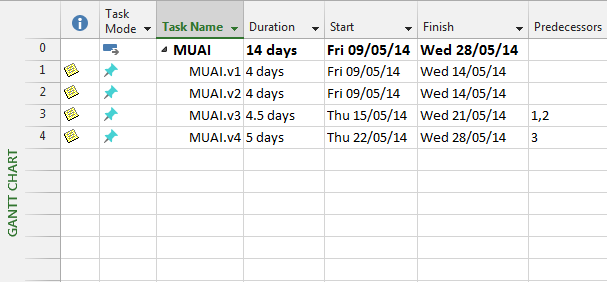 Task Mode Task Name Duration Start Finish Predecessors
0 MUAI 14 days Fri 09/05/14 Wed 28/05/14
1 MUAI.v1 4 days Fri 09/05/14 Wed 14/05/14
2 MUAI.v2 4 days Fri 09/05/14 Wed 14/05/14
3 MUAI.v3 4.5 days Thu 15/05/14 Wed 21/05/14 1,2
4 MUAI.v4 5 days Thu 22/05/14 Wed 28/05/14 3
GANTT CHART